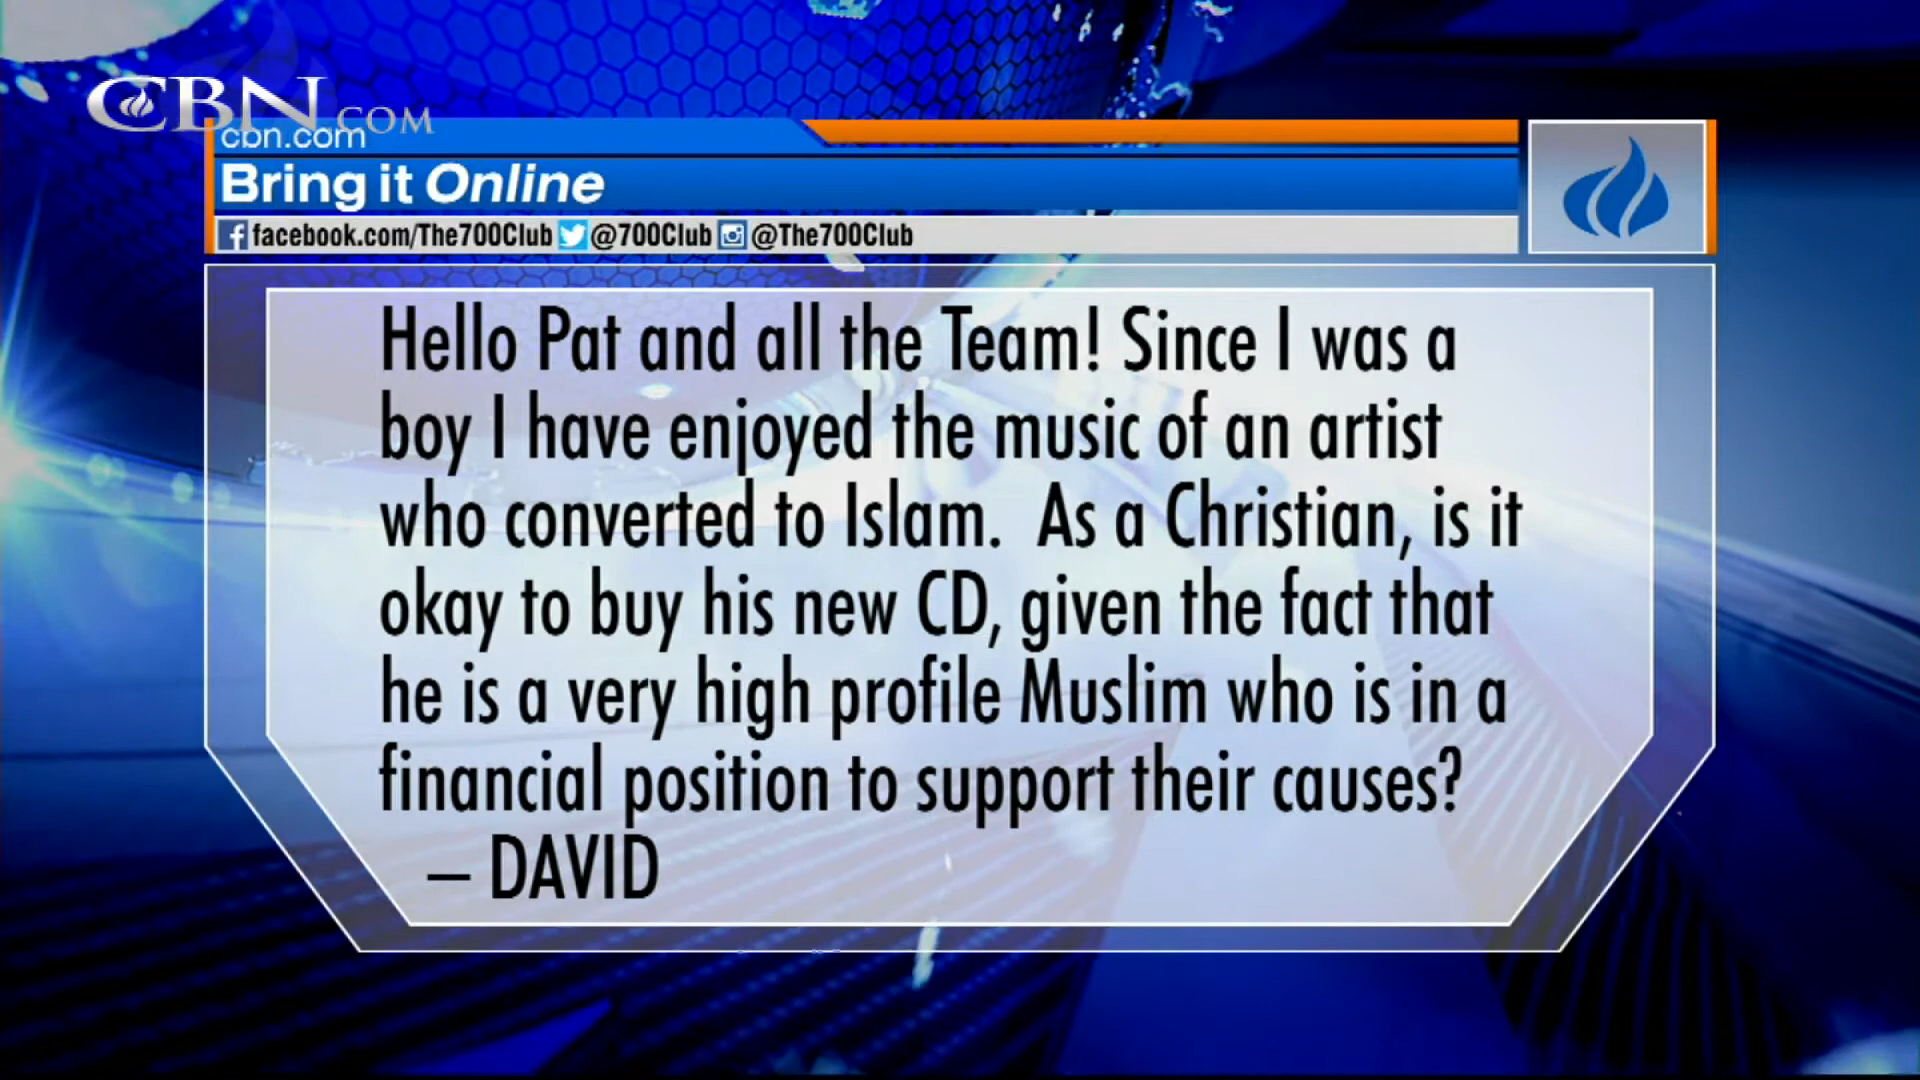 CBN.COM
cbn.com
Bring it Online
facebook.com/The700Club @700Club @The700Club
Hello Pat and all the Team! Since I was a
boy I have enjoyed the music of an artist
who converted to Islam. As a Christian, is it
okay to buy his new CD, given the fact that
he is a very high profile Muslim who is in a
financial position to support their causes?
– DAVID